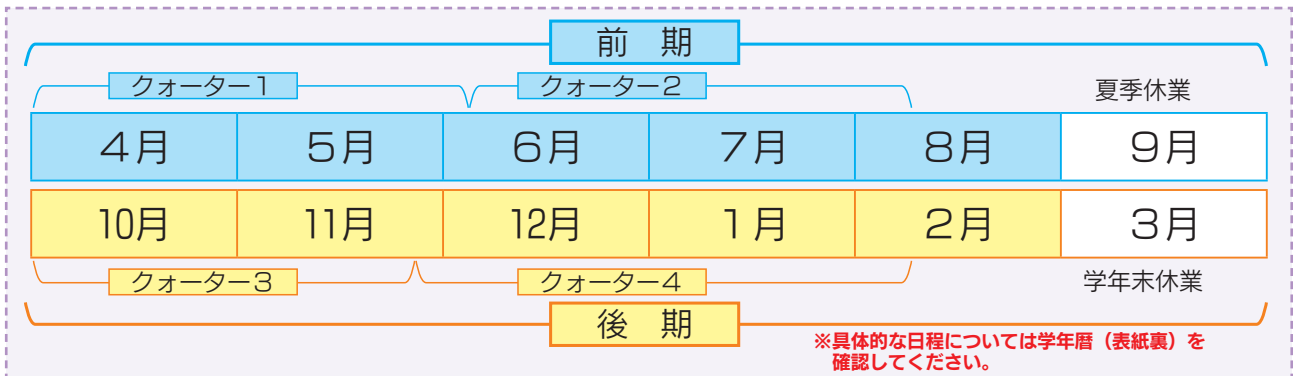 前　期
クォーター1 クォーター2 夏季休業
4月 5月 6月 7月 8月 9月
10月 11月 12月 1月 2月 3月
クォーター3 クォーター4 学年末休業
後　期
※具体的な日程については学年暦（表紙裏）を
確認してください。